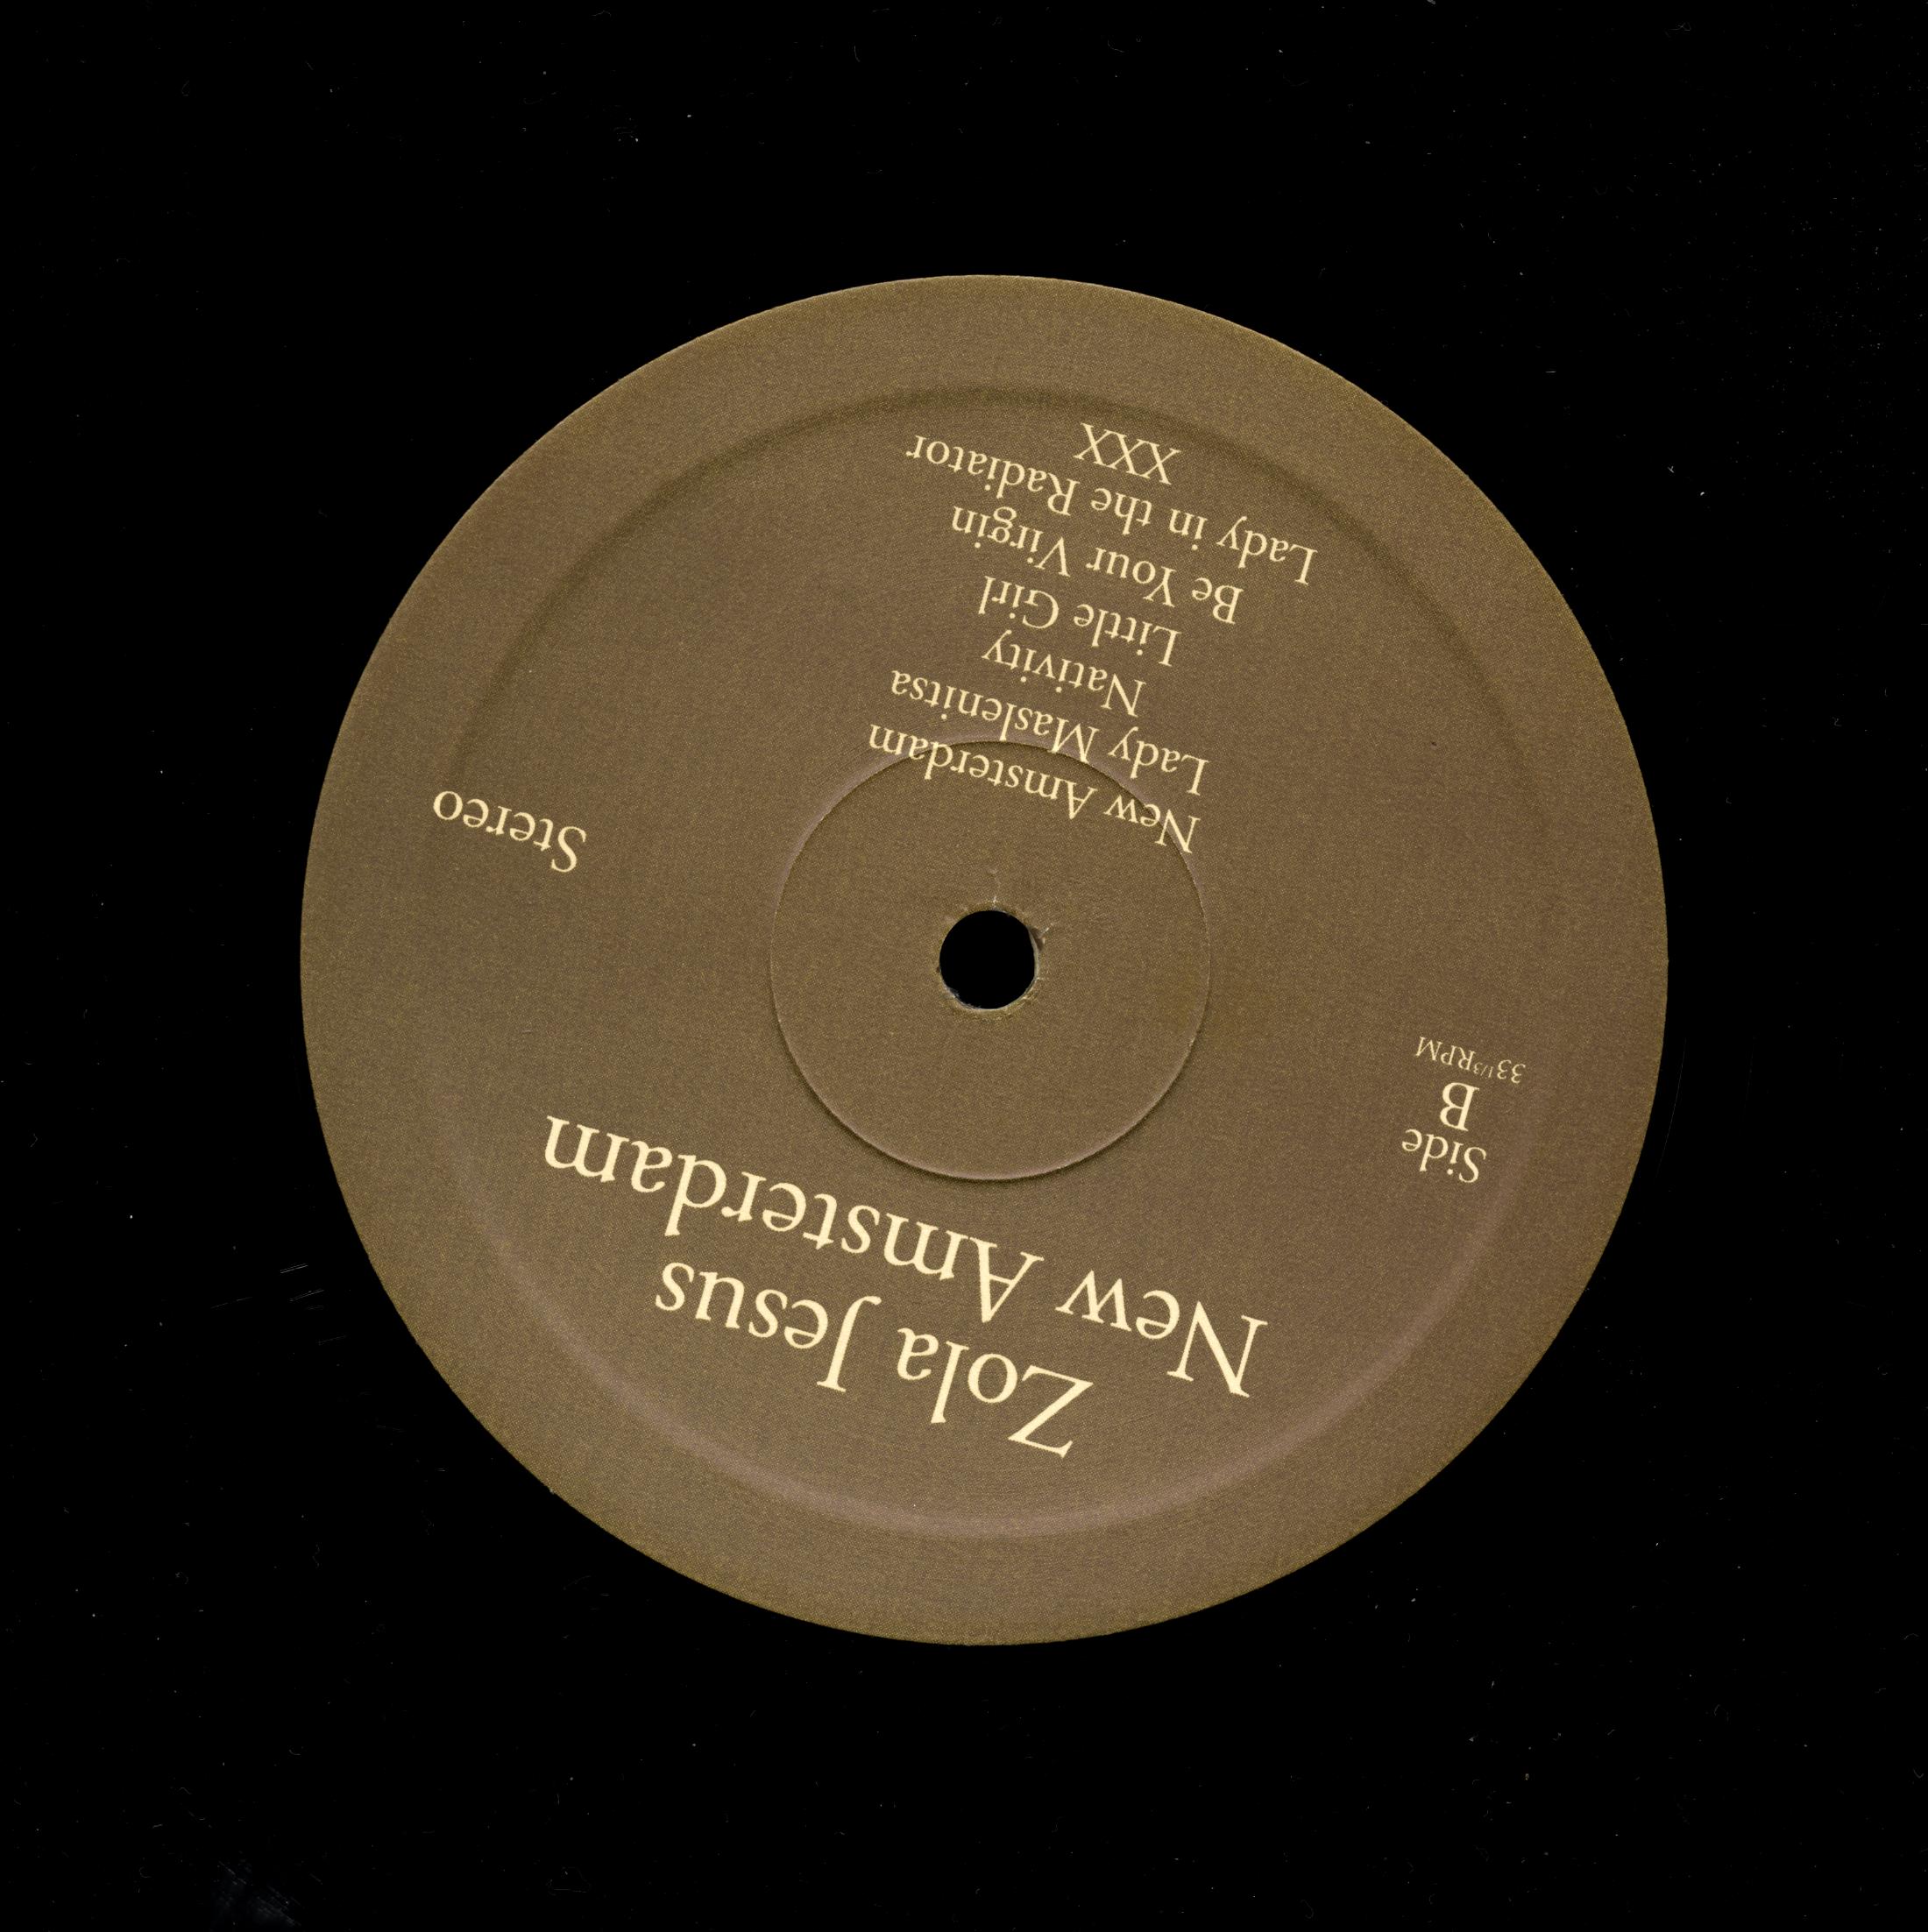 Zola Jesus
New Amsterdam
Side
B
33 1/3 RPM
Stereo
New Amsterdam
Lady Maslenitsa
Nativity
Little Girl
Be Your Virgin
Lady in the Radiator
XXX